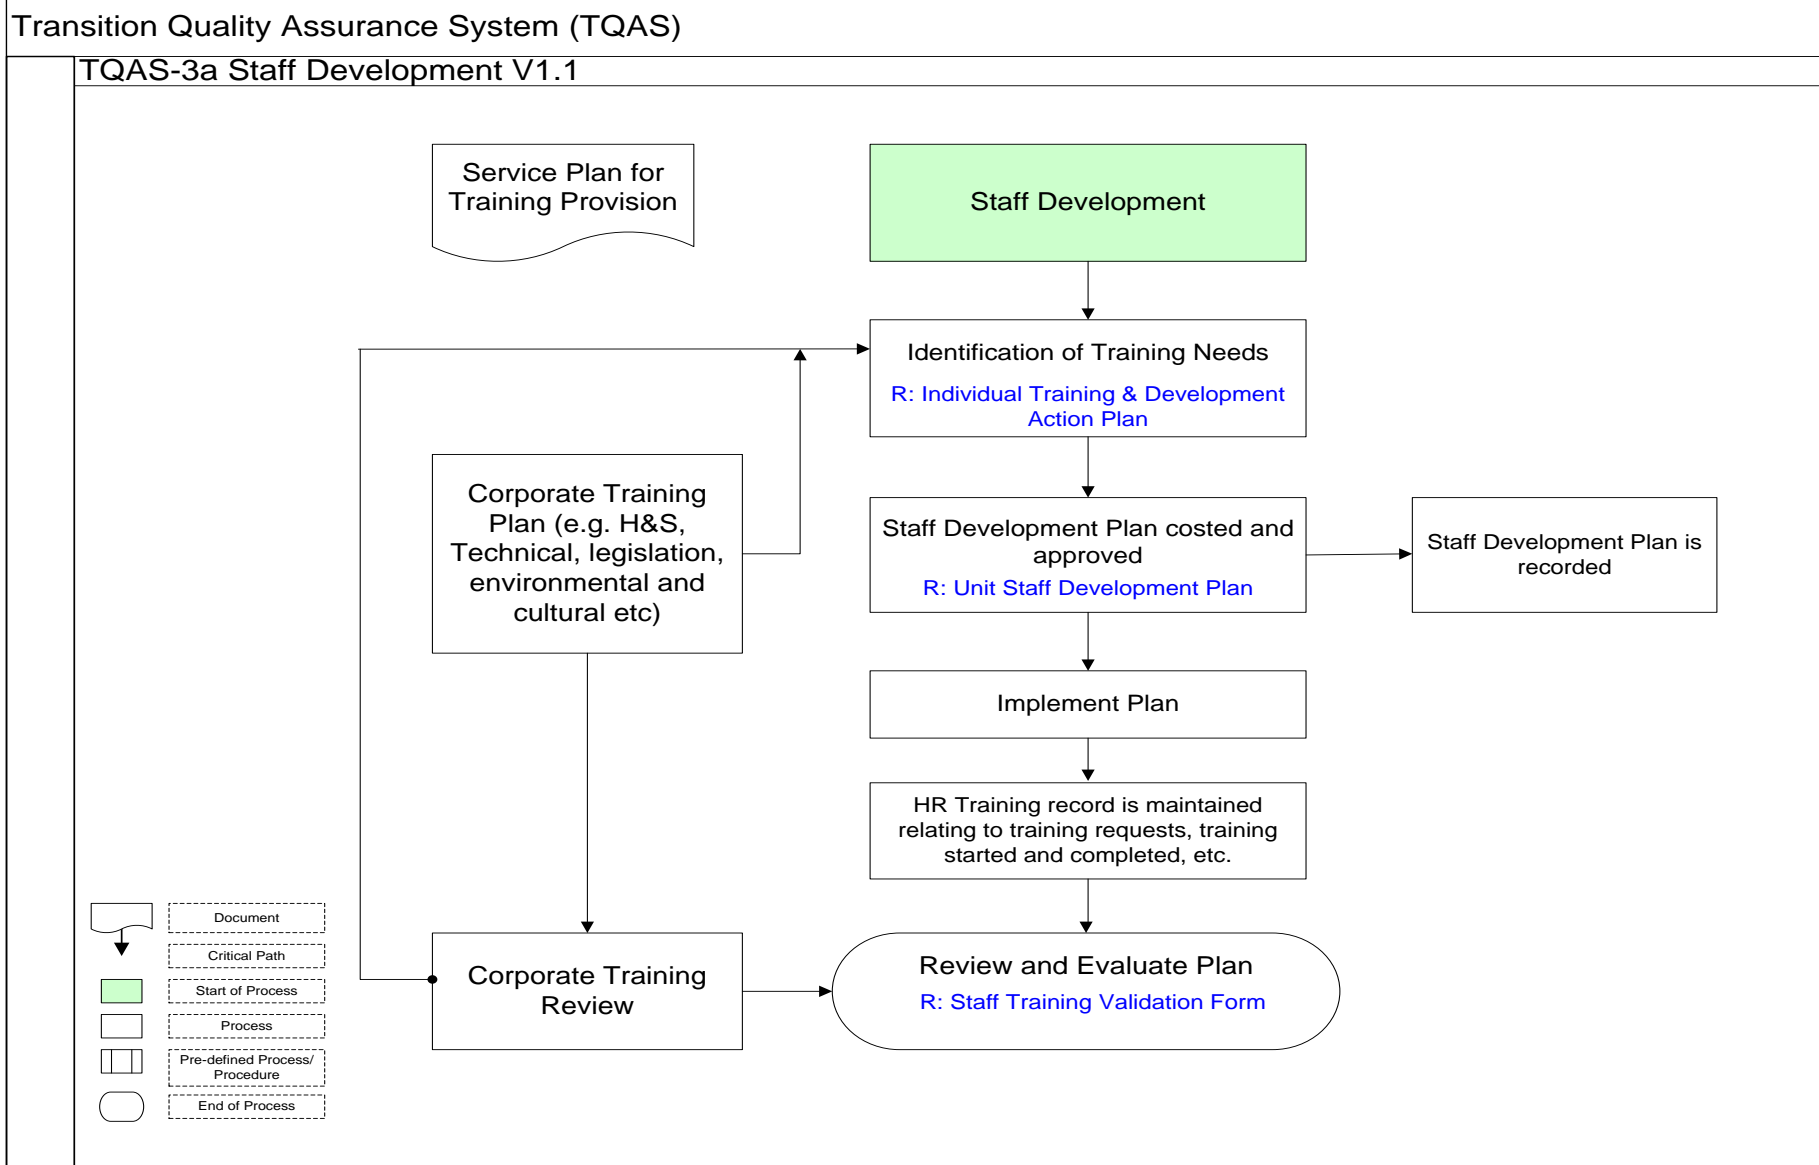 Transition Quality Assurance System (TQAS)
TQAS-3a Staff Development V1.1
Service Plan for
Training Provision
Staff Development
Identification of Training Needs
R: Individual Training & Development
Action Plan
Corporate Training
Plan (e.g. H&S,
Technical, legislation,
environmental and
cultural etc)
Staff Development Plan costed and
approved
R: Unit Staff Development Plan
Staff Development Plan is
recorded
Implement Plan
HR Training record is maintained
relating to training requests, training
started and completed, etc.
Corporate Training
Review
Review and Evaluate Plan
R: Staff Training Validation Form
Document
Critical Path
Start of Process
Process
Pre-defined Process/
Procedure
End of Process